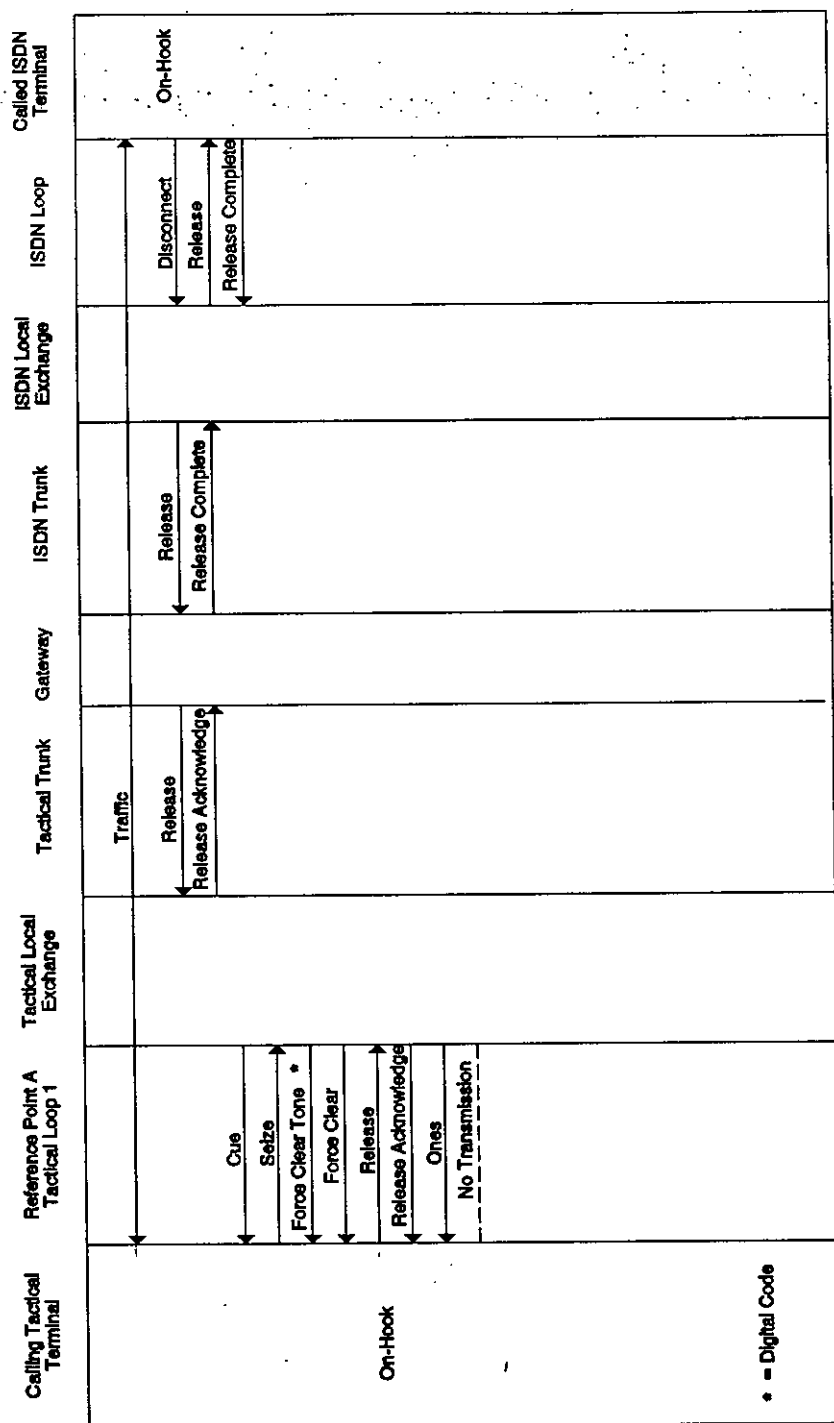 Calling Tactical
Terminal
Reference Point A
Tactical Loop 1
Tactical Local
Exchange
Tactical Trunk
Gateway
ISDN Trunk
ISDN Local
Exchange
ISDN Loop
Called ISDN
Terminal
Traffic
On-Hook
Disconnect
Release
Release Complete
Release
Release Complete
Release
Release Acknowledge
Cue
Seize
Force Clear Tone *
Force Clear
Release
Release Acknowledge
Ones
No Transmission
On-Hook
* = Digital Code